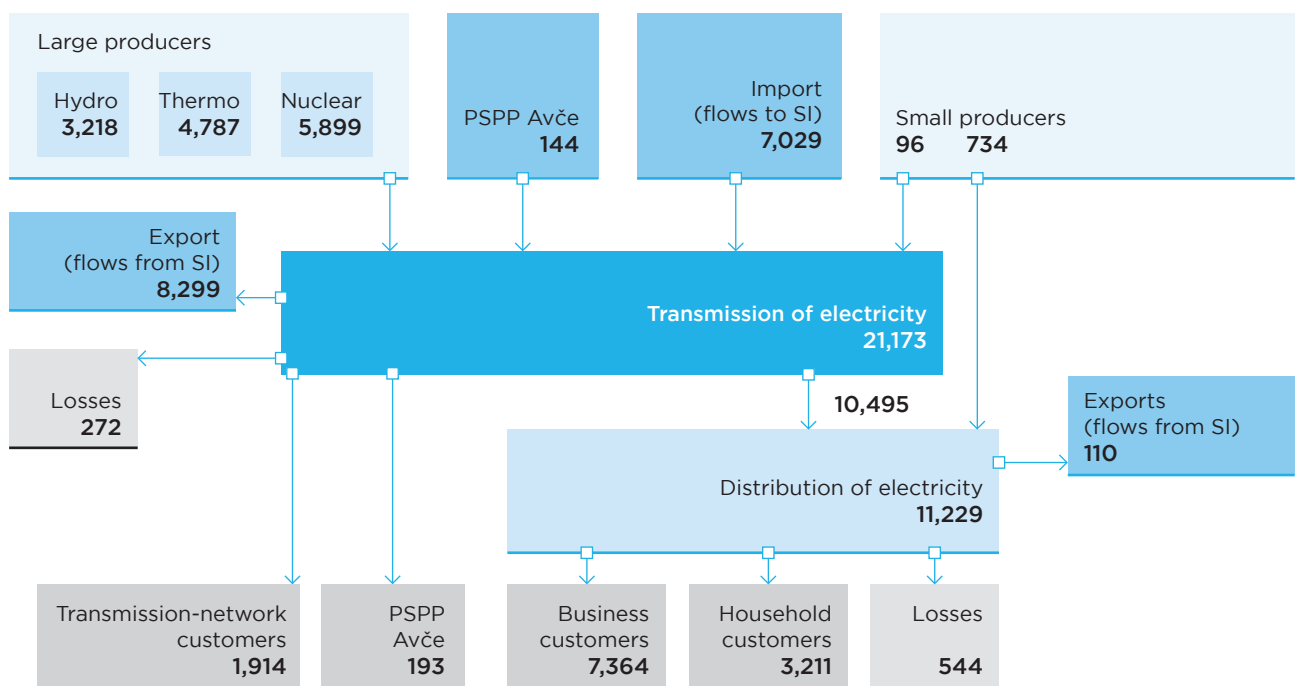 Large producers
Hydro
3,218
Thermo
4,787
Nuclear
5,899
PSPP Avče
144
Import
(flows to SI)
7,029
Small producers
96 734
Export
(flows from SI)
8,299
Transmission of electricity
21,173
Losses
272
10,495
Exports
(flows from SI)
110
Distribution of electricity
11,229
Transmission-network
customers
1,914
PSPP
Avče
193
Business
customers
7,364
Household
customers
3,211
Losses
544